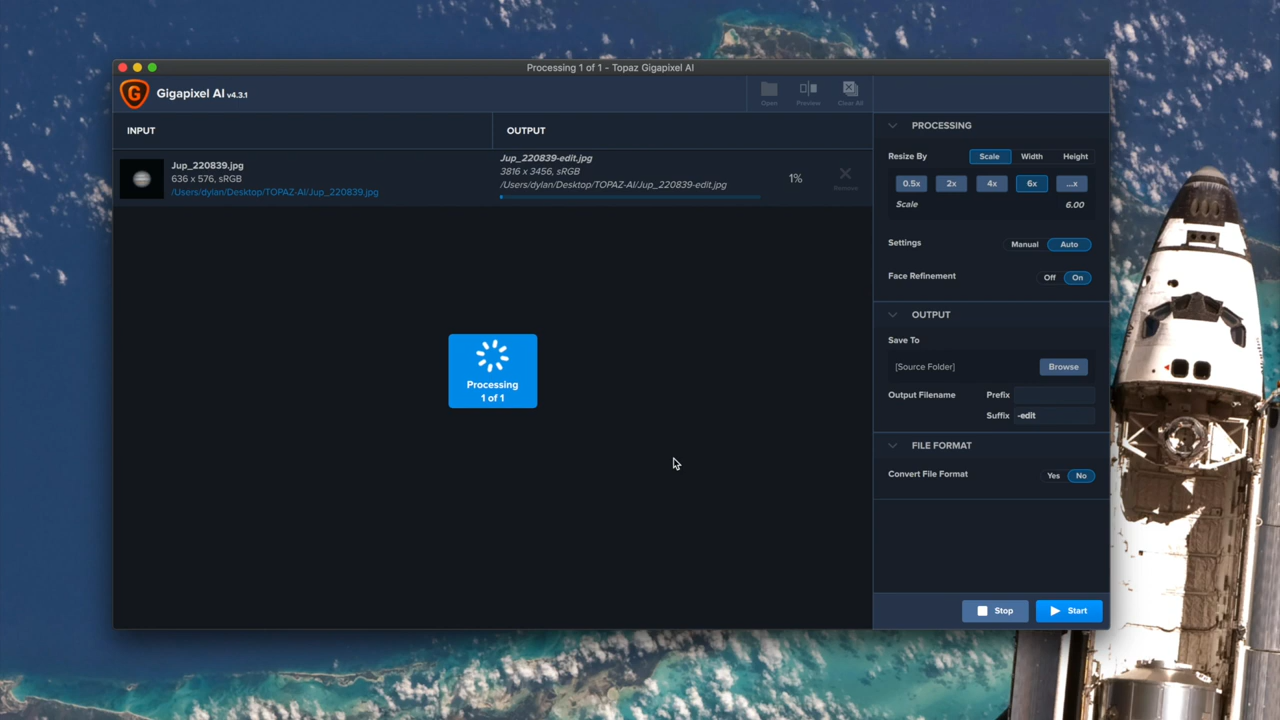 Processing 1 of 1 - Topaz Gigapixel AI
Gigapixel AI v4.3.1
Open
Preview
Clear All
INPUT
OUTPUT
Jup_220839.jpg
636 x 576, sRGB
/Users/dylan/Desktop/TOPAZ-AI/Jup_220839.jpg
Jup_220839-edit.jpg
3816 x 3456, sRGB
/Users/dylan/Desktop/TOPAZ-AI/Jup_220839-edit.jpg
1%
Remove
Processing
1 of 1
PROCESSING
Resize By
Scale
Width
Height
0.5x
2x
4x
6x
...x
Scale
6.00
Settings
Manual
Auto
Face Refinement
Off
On
OUTPUT
Save To
[Source Folder]
Browse
Output Filename
Prefix
Suffix
-edit
FILE FORMAT
Convert File Format
Yes
No
Stop
Start